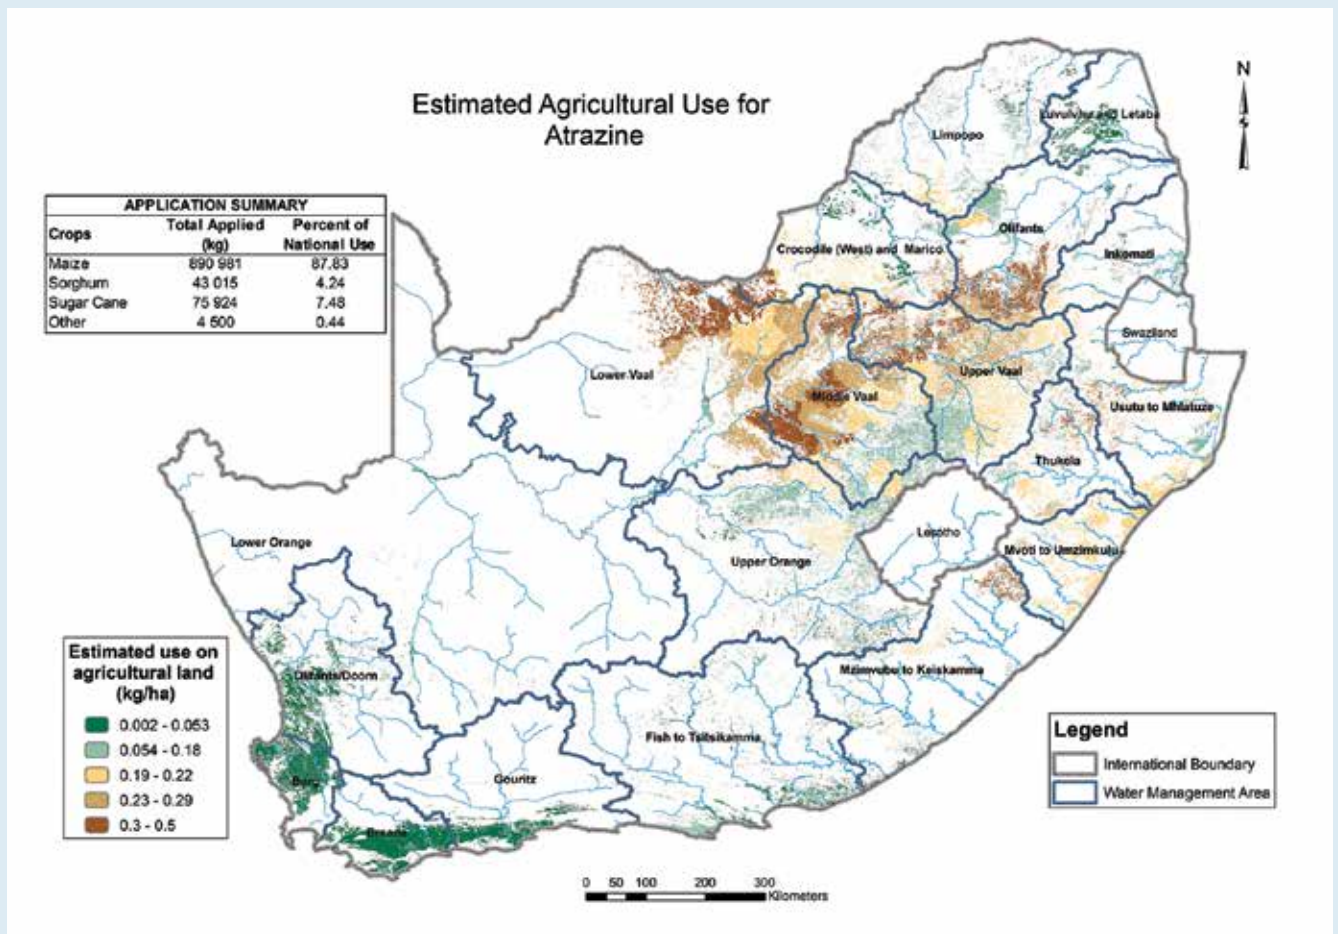 Estimated Agricultural Use for
Atrazine
N
APPLICATION SUMMARY
Crops Total Applied (kg) Percent of National Use
Maize 890 981 87.83
Sorghum 43 015 4.24
Sugar Cane 75 924 7.48
Other 4 500 0.44
Luvuvhu and Letaba
Limpopo
Olifants
Crocodile (West) and Marico
Inkomati
Swaziland
Lower Vaal
Upper Vaal
Middle Vaal
Usutu to Mhlatuze
Thukela
Lesotho
Lower Orange
Mvoti to Umzimkulu
Upper Orange
Mzimvubu to Keiskamma
Olifants/Doorn
Fish to Tsitsikamma
Gouritz
Berg
Breede
Estimated use on
agricultural land
(kg/ha)
0.002 - 0.053
0.054 - 0.18
0.19 - 0.22
0.23 - 0.29
0.3 - 0.5
Legend
International Boundary
Water Management Area
0 50 100 200 300
Kilometers